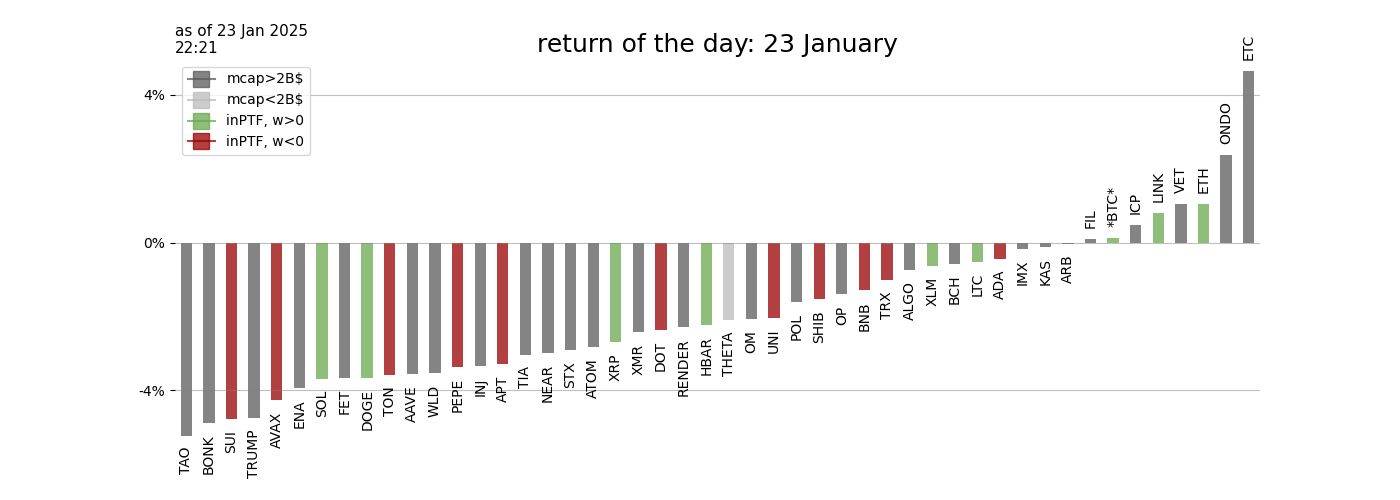 as of 23 Jan 2025
22:21
return of the day: 23 January
mcap>2B$
mcap<2B$
inPTF, w>0
inPTF, w<0
4%
0%
-4%
TAO
BONK
SUI
TRUMP
AVAX
ENA
SOL
FET
DOGE
TON
AAVE
WLD
PEPE
INJ
APT
TIA
NEAR
STX
ATOM
XRP
XMR
DOT
RENDER
HBAR
THETA
OM
UNI
POL
SHIB
OP
BNB
TRX
ALGO
XLM
BCH
LTC
ADA
IMX
KAS
ARB
FIL
*BTC*
ICP
LINK
VET
ETH
ONDO
ETC